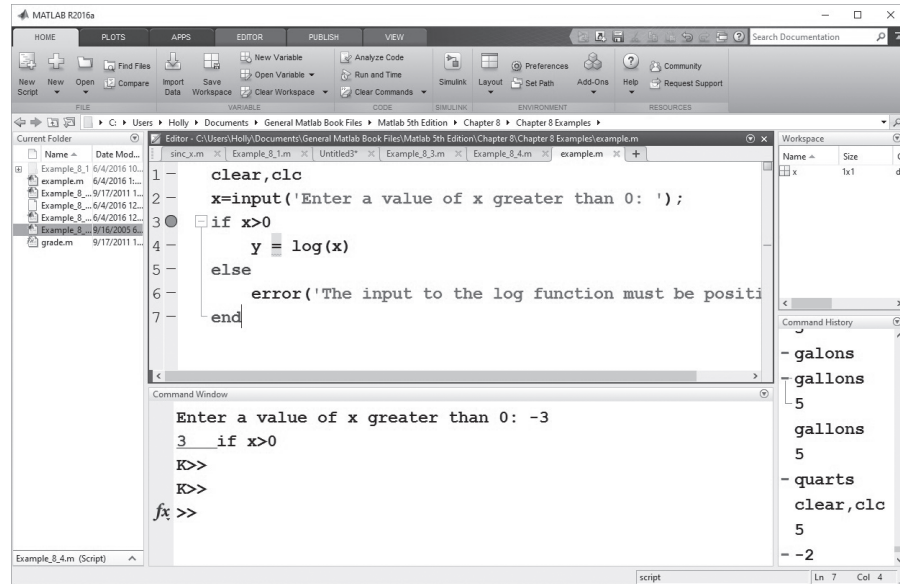 MATLAB R2016a
HOME PLOTS APPS EDITOR PUBLISH VIEW Search Documentation
New Script New Open Find Files Compare Import Data Save Workspace New Variable Open Variable Clear Workspace Analyze Code Run and Time Clear Commands Simulink Layout Preferences Set Path Add-Ons Help Community Request Support
FILE VARIABLE CODE SIMULINK ENVIRONMENT RESOURCES
C: Users Holly Documents General Matlab Book Files Matlab 5th Edition Chapter 8 Chapter 8 Examples
Current Folder
Name Date Mod...
Example_8_1 6/4/2016 10...
example.m 6/4/2016 1:...
Example_8_... 9/17/2011 1...
Example_8_... 6/4/2016 12...
Example_8_... 6/4/2016 12...
Example_8_... 9/16/2005 6...
grade.m 9/17/2011 1...
Example_8_4.m (Script)
Editor - C:\Users\Holly\Documents\General Matlab Book Files\Matlab 5th Edition\Chapter 8\Chapter 8 Examples\example.m
sinc_x.m Example_8_1.m Untitled3* Example_8_3.m Example_8_4.m example.m
1 clear,clc
2 x=input('Enter a value of x greater than 0: ');
3 if x>0
4 y = log(x)
5 else
6 error('The input to the log function must be positi
7 end
Command Window
Enter a value of x greater than 0: -3
3 if x>0
K>>
K>>
fx >>
Workspace
Name Size
x 1x1
Command History
galons
gallons
5
gallons
5
quarts
clear,clc
5
-2
script Ln 7 Col 4